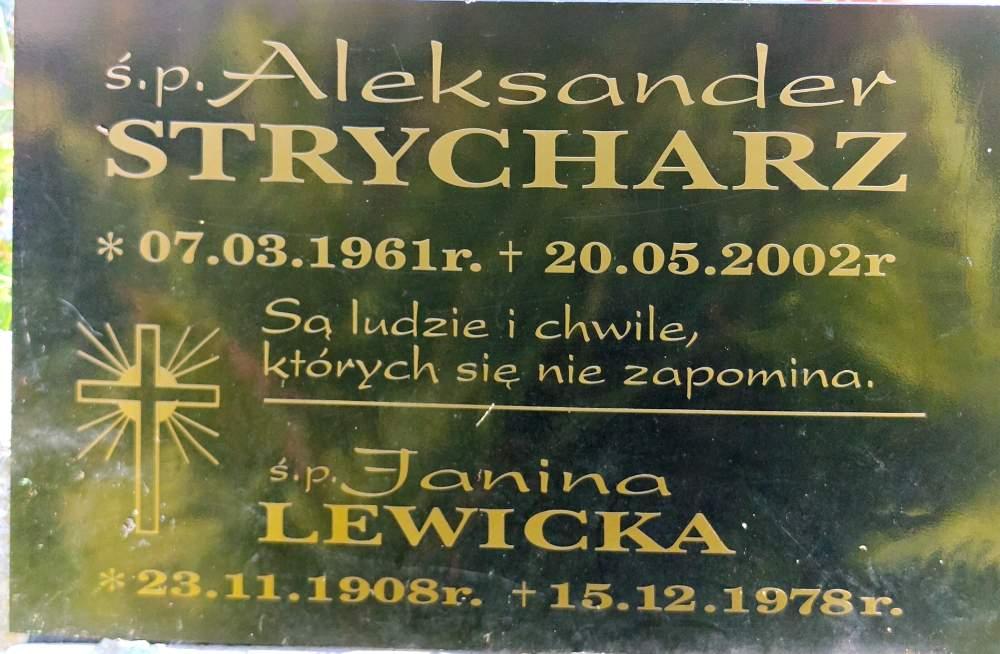 ś.p. Aleksander
STRYCHARZ
* 07.03.1961r. + 20.05.2002r
Są ludzie i chwile,
których się nie zapomina.
ś.p. Janina
LEWICKA
* 23.11.1908r. + 15.12.1978r.